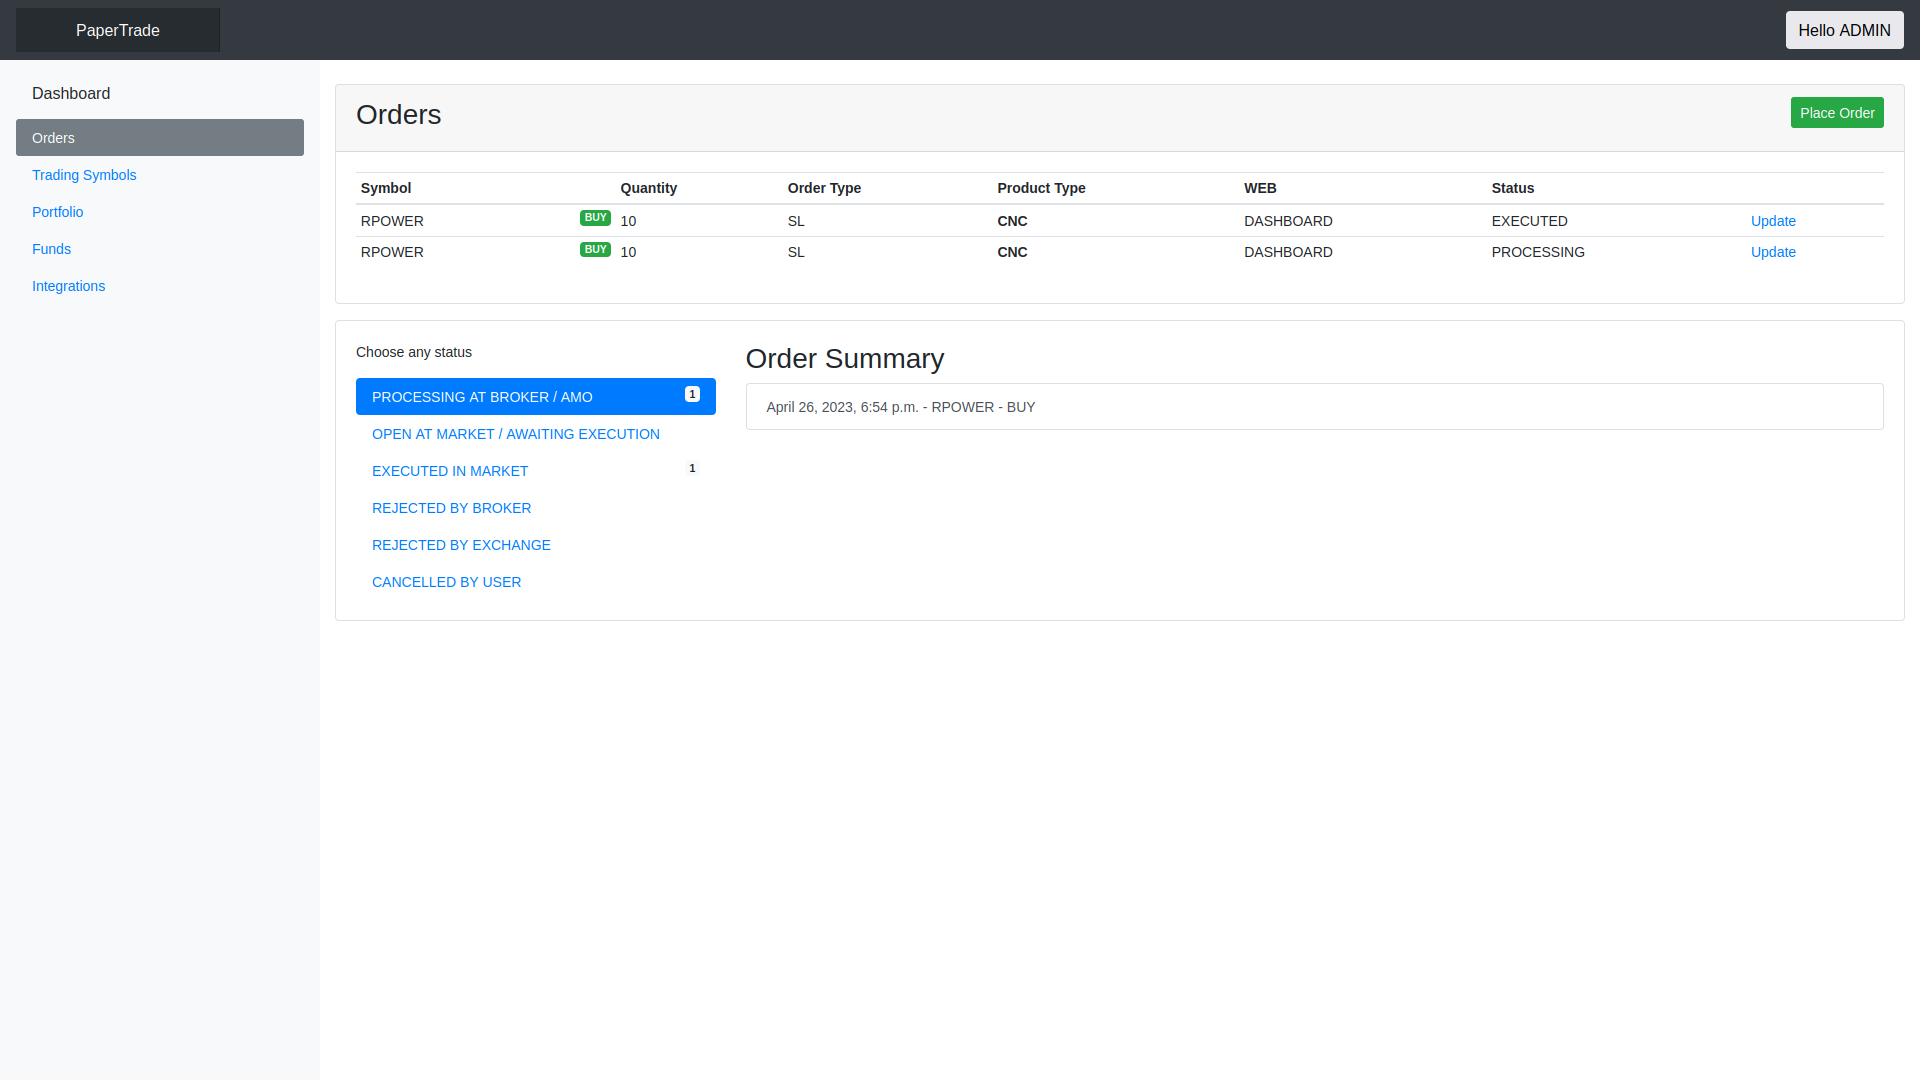 PaperTrade
Hello ADMIN
Dashboard
Orders
Trading Symbols
Portfolio
Funds
Integrations
Orders
Place Order
Symbol Quantity Order Type Product Type WEB Status
RPOWER BUY 10 SL CNC DASHBOARD EXECUTED Update
RPOWER BUY 10 SL CNC DASHBOARD PROCESSING Update
Choose any status
PROCESSING AT BROKER / AMO 1
OPEN AT MARKET / AWAITING EXECUTION
EXECUTED IN MARKET 1
REJECTED BY BROKER
REJECTED BY EXCHANGE
CANCELLED BY USER
Order Summary
April 26, 2023, 6:54 p.m. - RPOWER - BUY